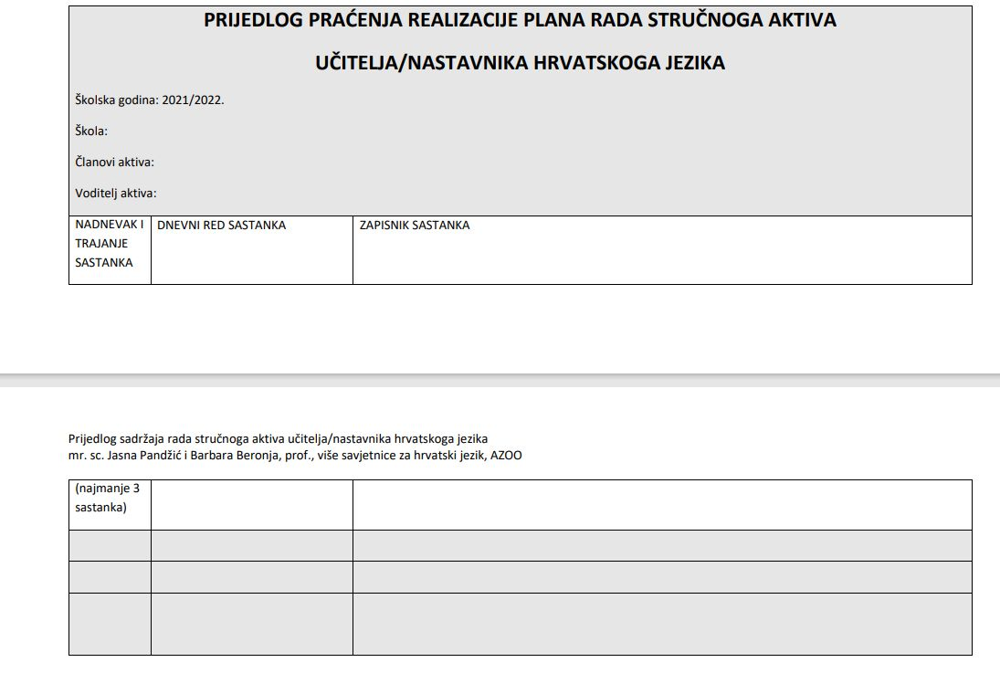 PRIJEDLOG PRAĆENJA REALIZACIJE PLANA RADA STRUČNOGA AKTIVA
UČITELJA/NASTAVNIKA HRVATSKOGA JEZIKA
Školska godina: 2021/2022.
Škola:
Članovi aktiva:
Voditelj aktiva:
NADNEVAK I
TRAJANJE
SASTANKA
DNEVNI RED SASTANKA
ZAPISNIK SASTANKA
Prijedlog sadržaja rada stručnoga aktiva učitelja/nastavnika hrvatskoga jezika
mr. sc. Jasna Pandžić i Barbara Beronja, prof., više savjetnice za hrvatski jezik, AZOO
(najmanje 3
sastanka)